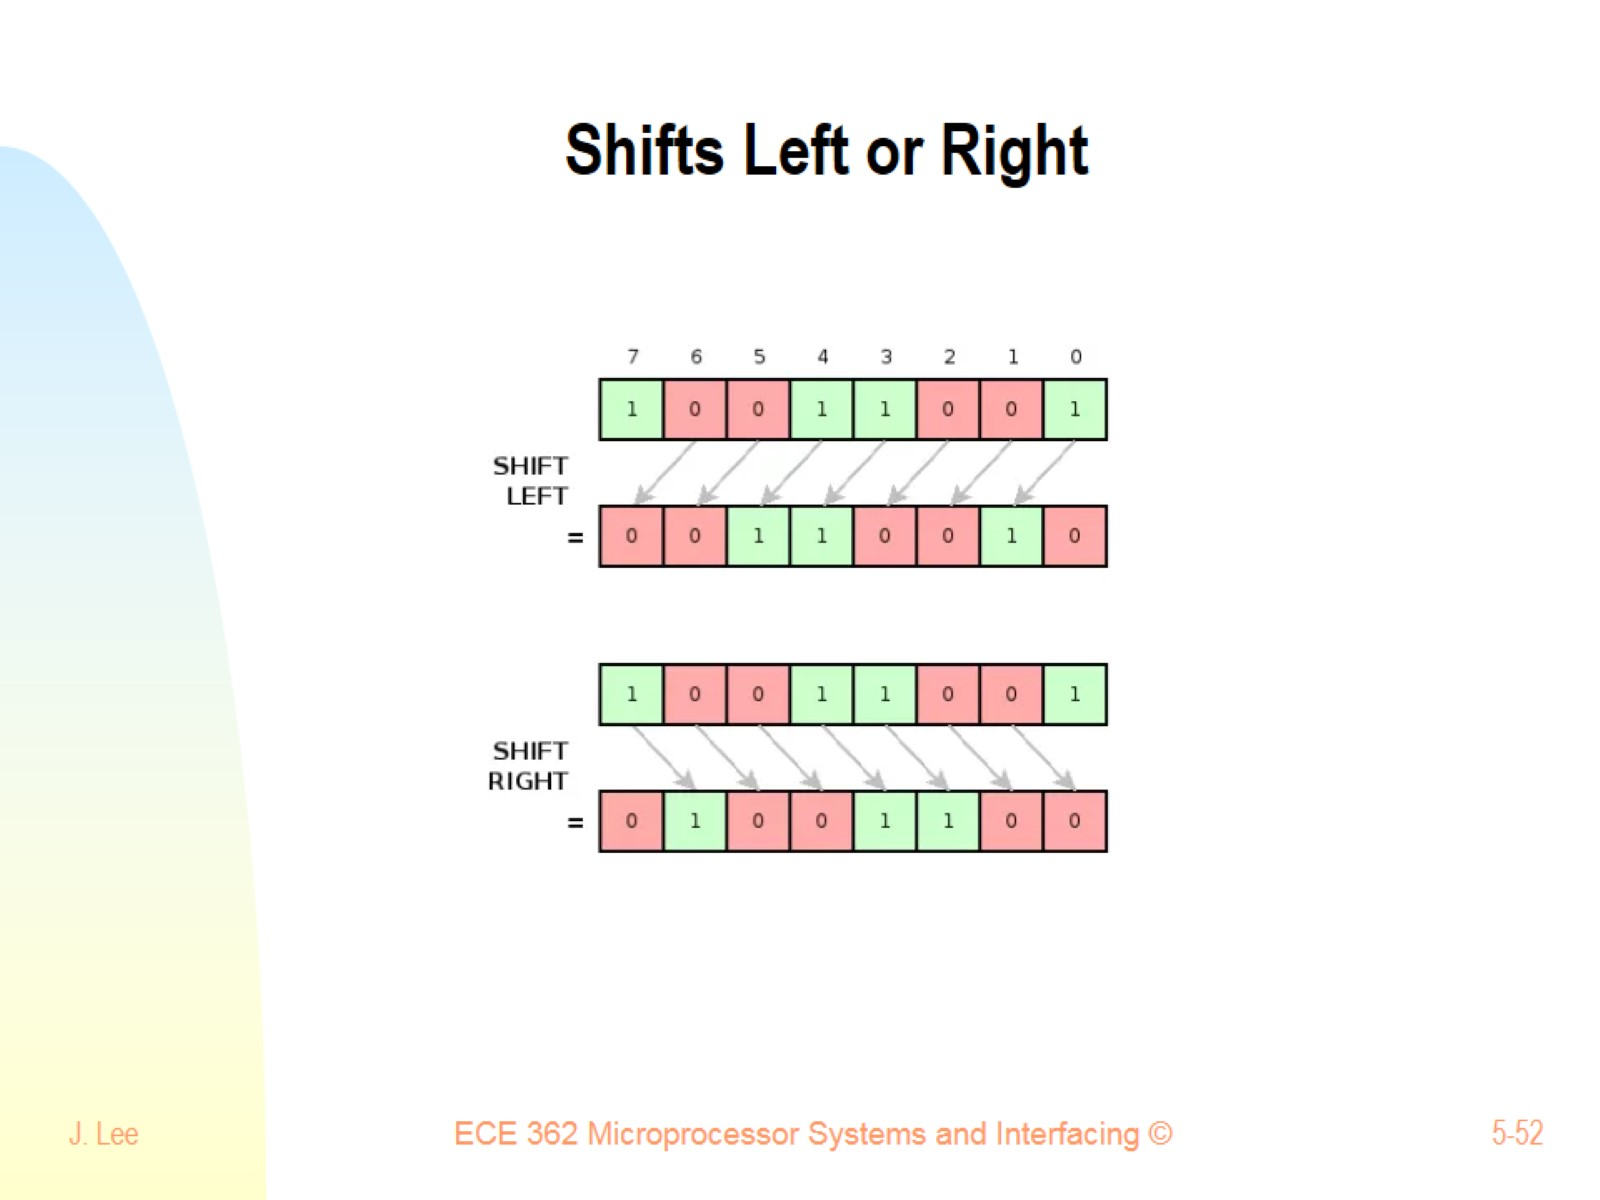 Shifts Left or Right
7 6 5 4 3 2 1 0
1 0 0 1 1 0 0 1
SHIFT
LEFT
= 0 0 1 1 0 0 1 0
1 0 0 1 1 0 0 1
SHIFT
RIGHT
= 0 1 0 0 1 1 0 0
J. Lee ECE 362 Microprocessor Systems and Interfacing © 5-52